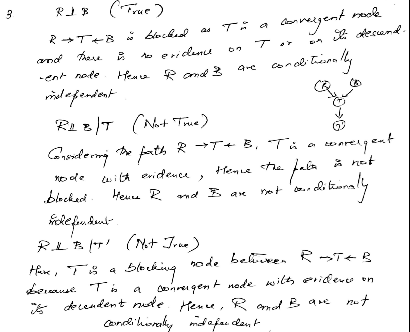 3 R⊥B (True)
R → T ← B is blocked as T is a convergent node
and there is no evidence on T or on its descend-
ent node. Hence R and B are conditionally
independent.
R B
T
T'
R⊥B|T (Not True)
Considering the path R → T ← B. T is a convergent
node with evidence, Hence the path is not
blocked. Hence R and B are not conditionally
independent.
R ⊥ B |T' (Not True)
Here, T is a blocking node between R → T ← B
because T is a convergent node with evidence on
its decendent node. Hence, R and B are not
conditionally independent